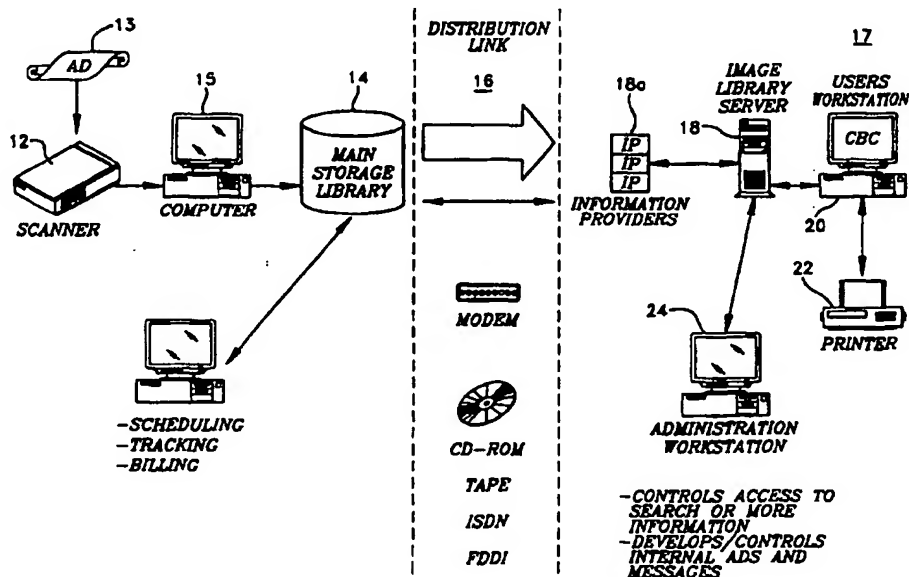 13
AD
12
SCANNER
15
COMPUTER
14
MAIN
STORAGE
LIBRARY
-SCHEDULING
-TRACKING
-BILLING
DISTRIBUTION
LINK
16
MODEM
CD-ROM
TAPE
ISDN
FDDI
17
18a
IP
IP
IP
INFORMATION
PROVIDERS
IMAGE
LIBRARY
SERVER
18
USERS
WORKSTATION
CBC
20
22
PRINTER
24
ADMINISTRATION
WORKSTATION
-CONTROLS ACCESS TO
SEARCH OR MORE
INFORMATION
-DEVELOPS/CONTROLS
INTERNAL ADS AND
MESSAGES